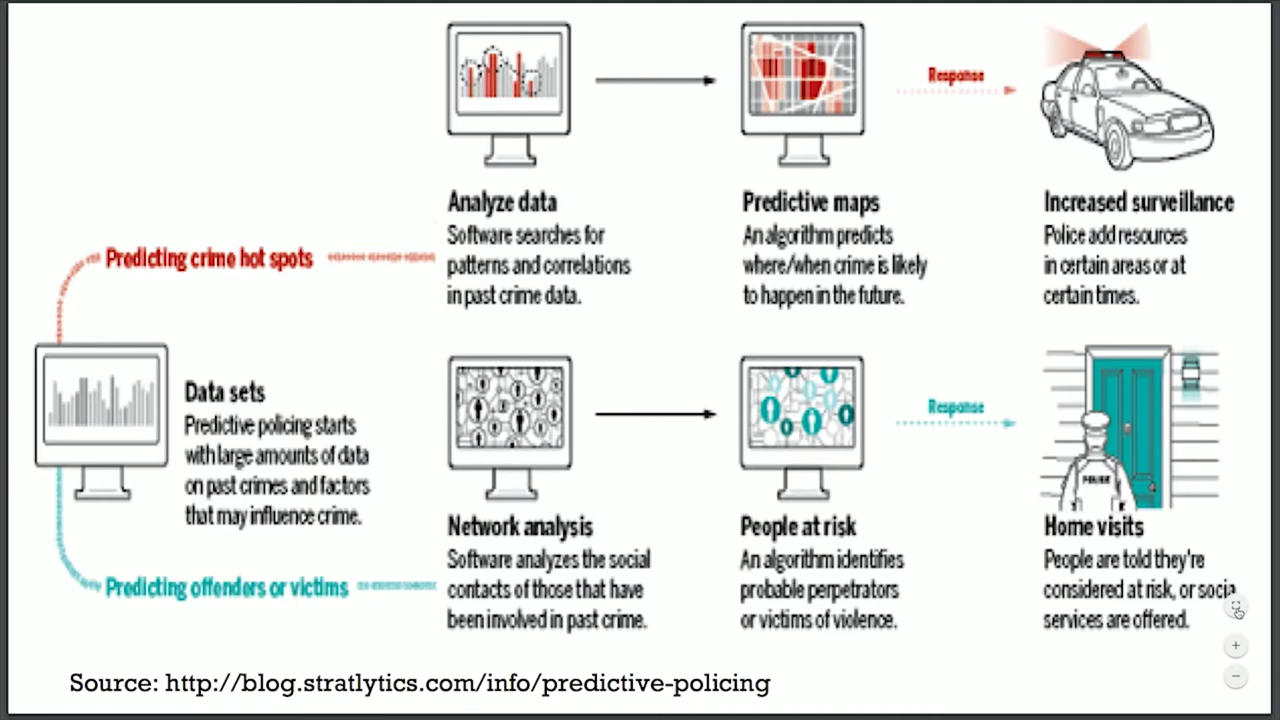 Response
Analyze data
Software searches for
patterns and correlations
in past crime data.
Predictive maps
An algorithm predicts
where/when crime is likely
to happen in the future.
Increased surveillance
Police add resources
in certain areas or at
certain times.
Predicting crime hot spots
Data sets
Predictive policing starts
with large amounts of data
on past crimes and factors
that may influence crime.
Predicting offenders or victims
Response
POLICE
Network analysis
Software analyzes the social
contacts of those that have
been involved in past crime.
People at risk
An algorithm identifies
probable perpetrators
or victims of violence.
Home visits
People are told they're
considered at risk, or socia
services are offered.
Source: http://blog.stratlytics.com/info/predictive-policing